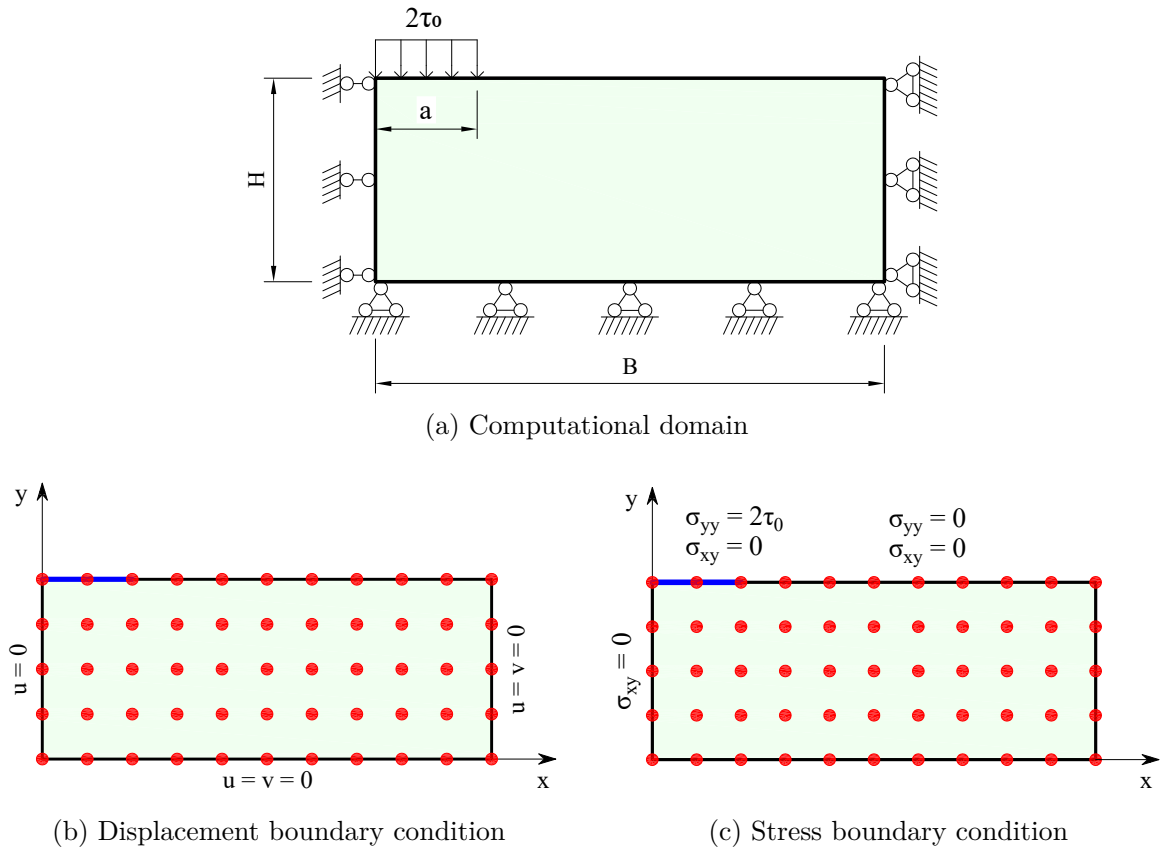 2τ₀
a
H
B
(a) Computational domain
y
u = 0
u = v = 0
u = v = 0
x
(b) Displacement boundary condition
y
σyy = 2τ₀
σxy = 0
σyy = 0
σxy = 0
σxy = 0
x
(c) Stress boundary condition